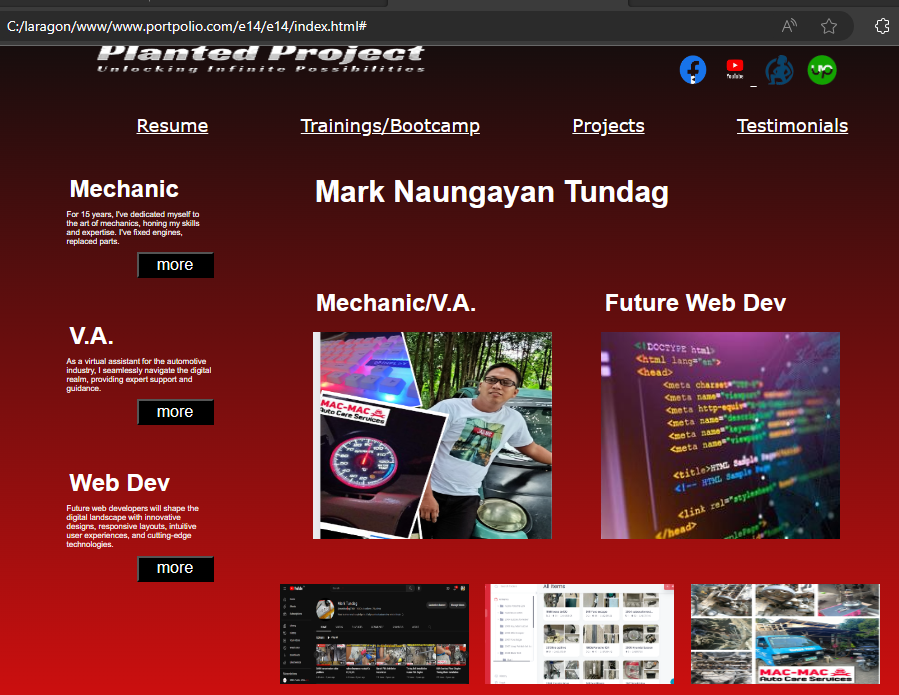 C:/laragon/www/www.portpolio.com/e14/e14/index.html#
Planted Project
Unlocking Infinite Possibilities
YouTube
up
Resume
Trainings/Bootcamp
Projects
Testimonials
Mechanic
For 15 years, I've dedicated myself to
the art of mechanics, honing my skills
and expertise. I've fixed engines,
replaced parts.
more
V.A.
As a virtual assistant for the automotive
industry, I seamlessly navigate the digital
realm, providing expert support and
guidance.
more
Web Dev
Future web developers will shape the
digital landscape with innovative
designs, responsive layouts, intuitive
user experiences, and cutting-edge
technologies.
more
Mark Naungayan Tundag
Mechanic/V.A.
MAC-MAC
Auto Care Services
Future Web Dev
<!DOCTYPE html>
<html lang="en">
<head>
<meta charset="UTF-8">
<meta name="viewport"
<meta http-equiv="X-
<meta name="
<meta name="
<meta name="viewport"
<title>HTML Sample Page
<!-- HTML Sample Page
<link rel="stylesheet"
</head>
Mark Tundag
All Items
MAC-MAC
Auto Care Services